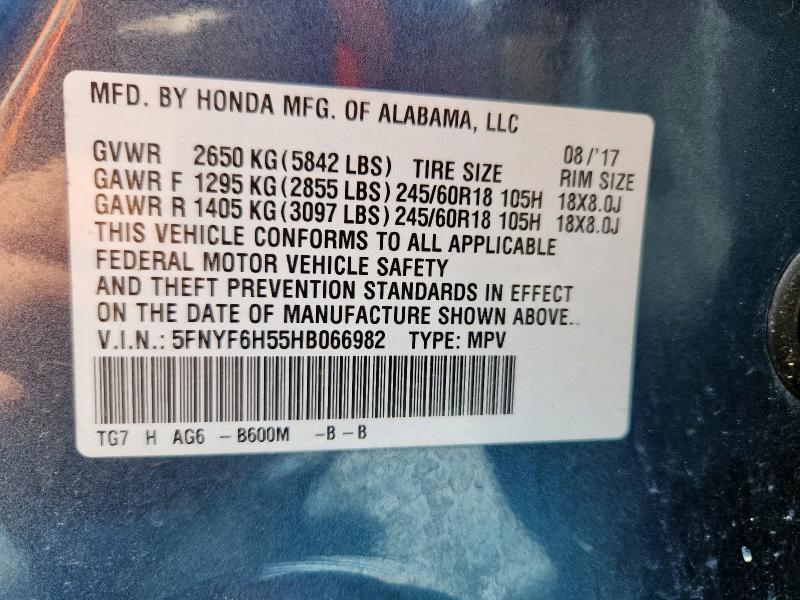 MFD. BY HONDA MFG. OF ALABAMA, LLC
08/'17
GVWR 2650 KG(5842 LBS) TIRE SIZE RIM SIZE
GAWR F 1295 KG(2855 LBS) 245/60R18 105H 18X8.0J
GAWR R 1405 KG(3097 LBS) 245/60R18 105H 18X8.0J
THIS VEHICLE CONFORMS TO ALL APPLICABLE
FEDERAL MOTOR VEHICLE SAFETY
AND THEFT PREVENTION STANDARDS IN EFFECT
ON THE DATE OF MANUFACTURE SHOWN ABOVE.
V.I.N.: 5FNYF6H55HB066982 TYPE: MPV
TG7 H AG6 -B600M -B-B